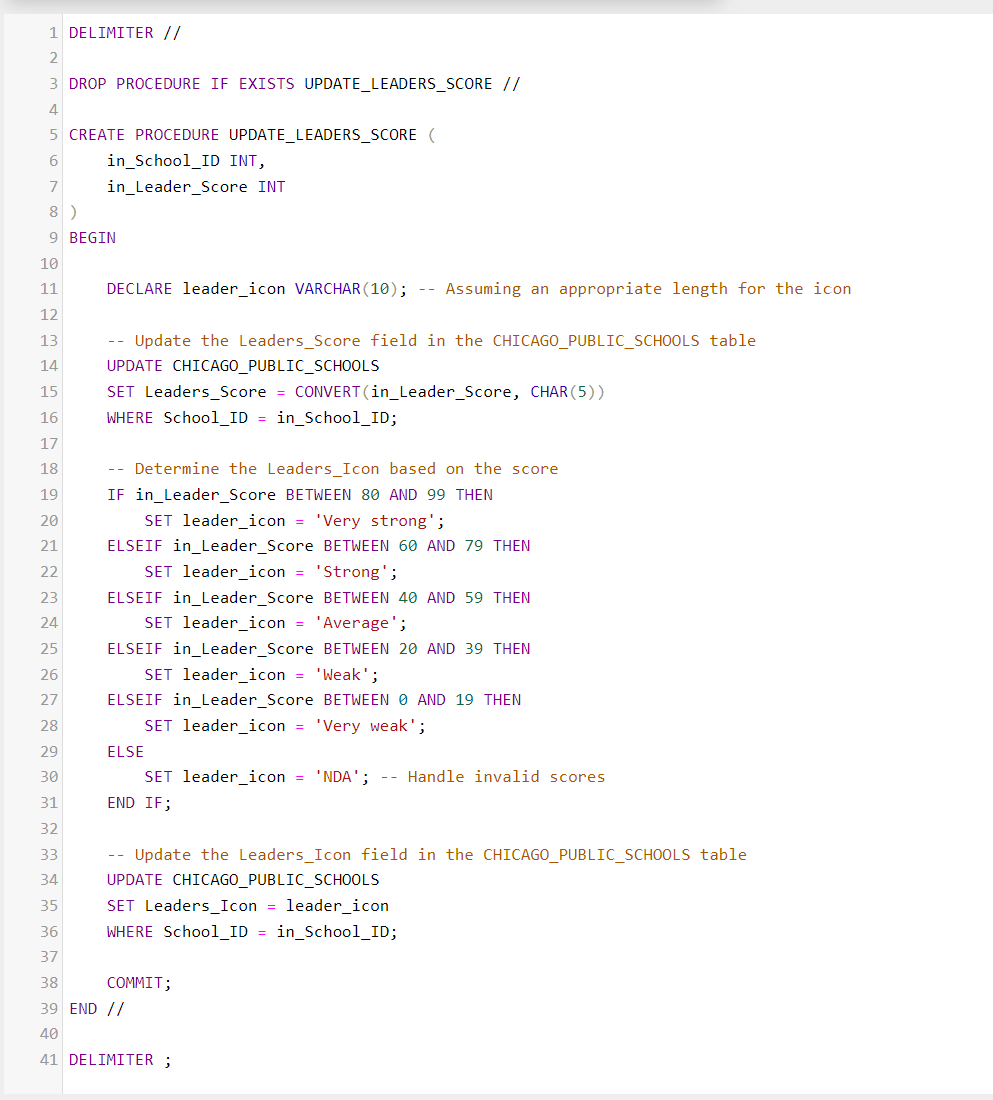 1 DELIMITER //
2
3 DROP PROCEDURE IF EXISTS UPDATE_LEADERS_SCORE //
4
5 CREATE PROCEDURE UPDATE_LEADERS_SCORE (
6     in_School_ID INT,
7     in_Leader_Score INT
8 )
9 BEGIN
10
11     DECLARE leader_icon VARCHAR(10); -- Assuming an appropriate length for the icon
12
13     -- Update the Leaders_Score field in the CHICAGO_PUBLIC_SCHOOLS table
14     UPDATE CHICAGO_PUBLIC_SCHOOLS
15     SET Leaders_Score = CONVERT(in_Leader_Score, CHAR(5))
16     WHERE School_ID = in_School_ID;
17
18     -- Determine the Leaders_Icon based on the score
19     IF in_Leader_Score BETWEEN 80 AND 99 THEN
20         SET leader_icon = 'Very strong';
21     ELSEIF in_Leader_Score BETWEEN 60 AND 79 THEN
22         SET leader_icon = 'Strong';
23     ELSEIF in_Leader_Score BETWEEN 40 AND 59 THEN
24         SET leader_icon = 'Average';
25     ELSEIF in_Leader_Score BETWEEN 20 AND 39 THEN
26         SET leader_icon = 'Weak';
27     ELSEIF in_Leader_Score BETWEEN 0 AND 19 THEN
28         SET leader_icon = 'Very weak';
29     ELSE
30         SET leader_icon = 'NDA'; -- Handle invalid scores
31     END IF;
32
33     -- Update the Leaders_Icon field in the CHICAGO_PUBLIC_SCHOOLS table
34     UPDATE CHICAGO_PUBLIC_SCHOOLS
35     SET Leaders_Icon = leader_icon
36     WHERE School_ID = in_School_ID;
37
38     COMMIT;
39 END //
40
41 DELIMITER ;